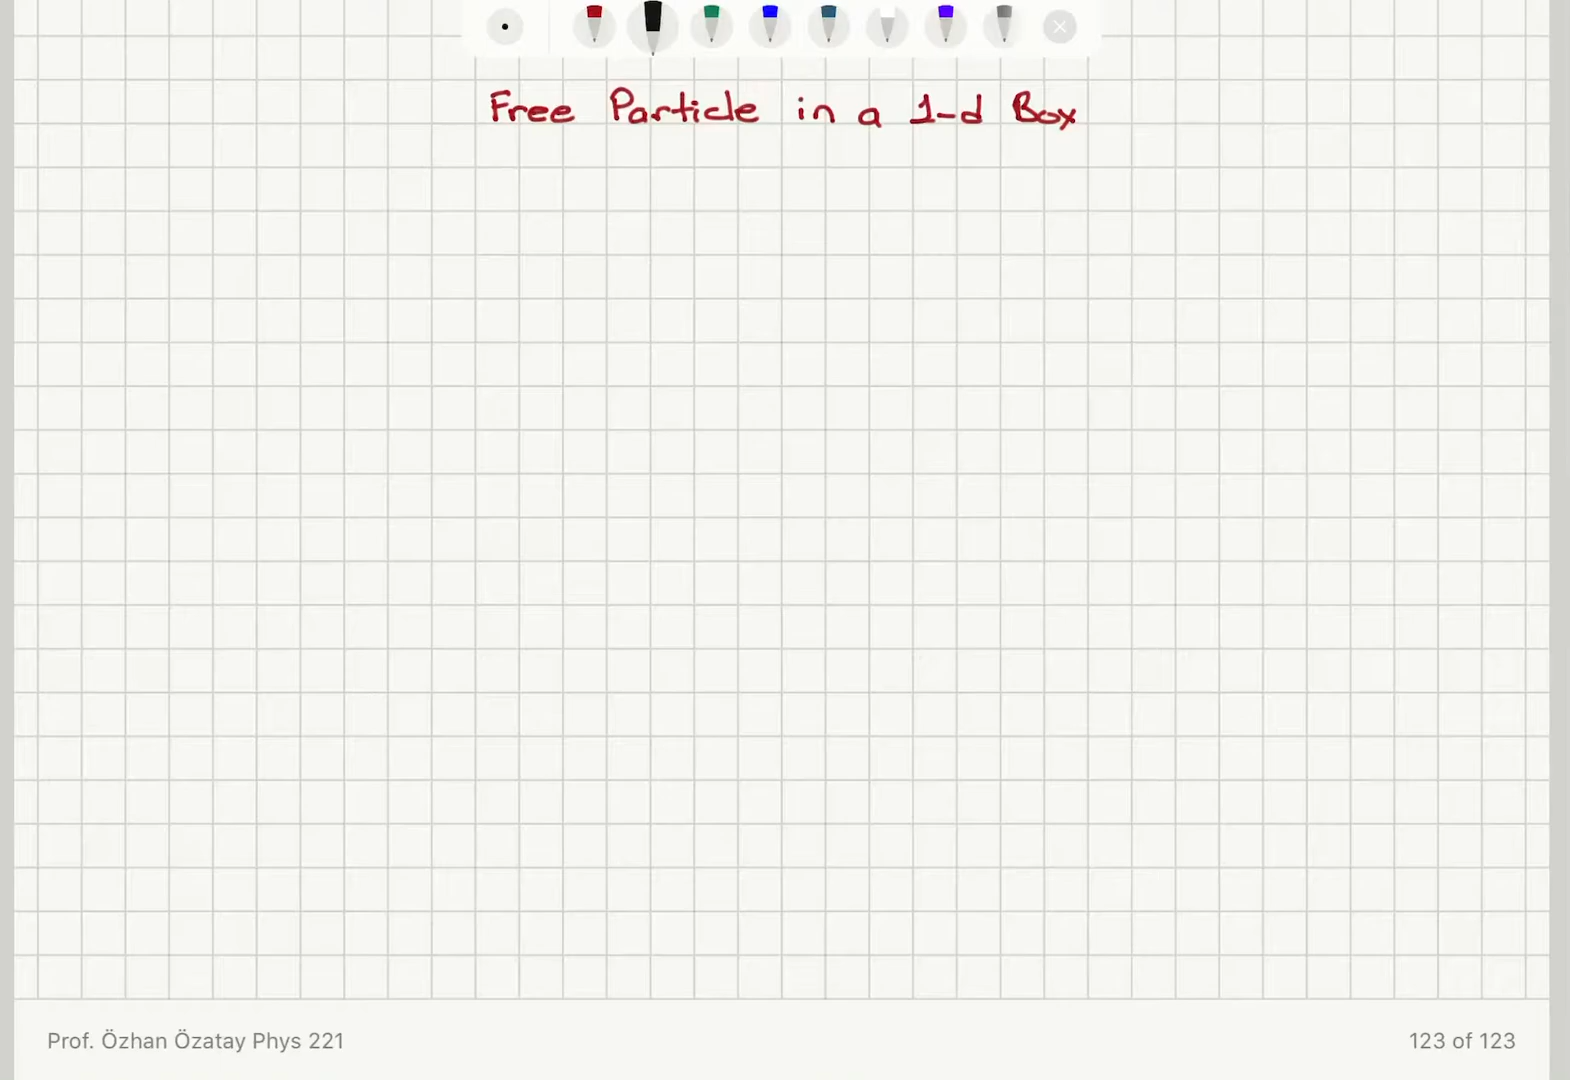 Free Particle in a 1-d Box
Prof. Özhan Özatay Phys 221
123 of 123